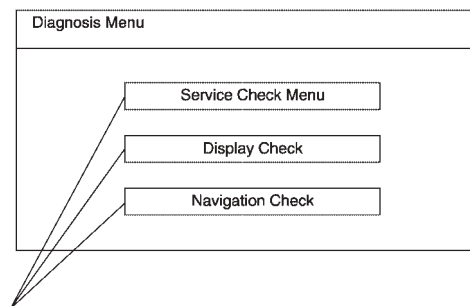 Diagnosis Menu
Service Check Menu
Display Check
Navigation Check